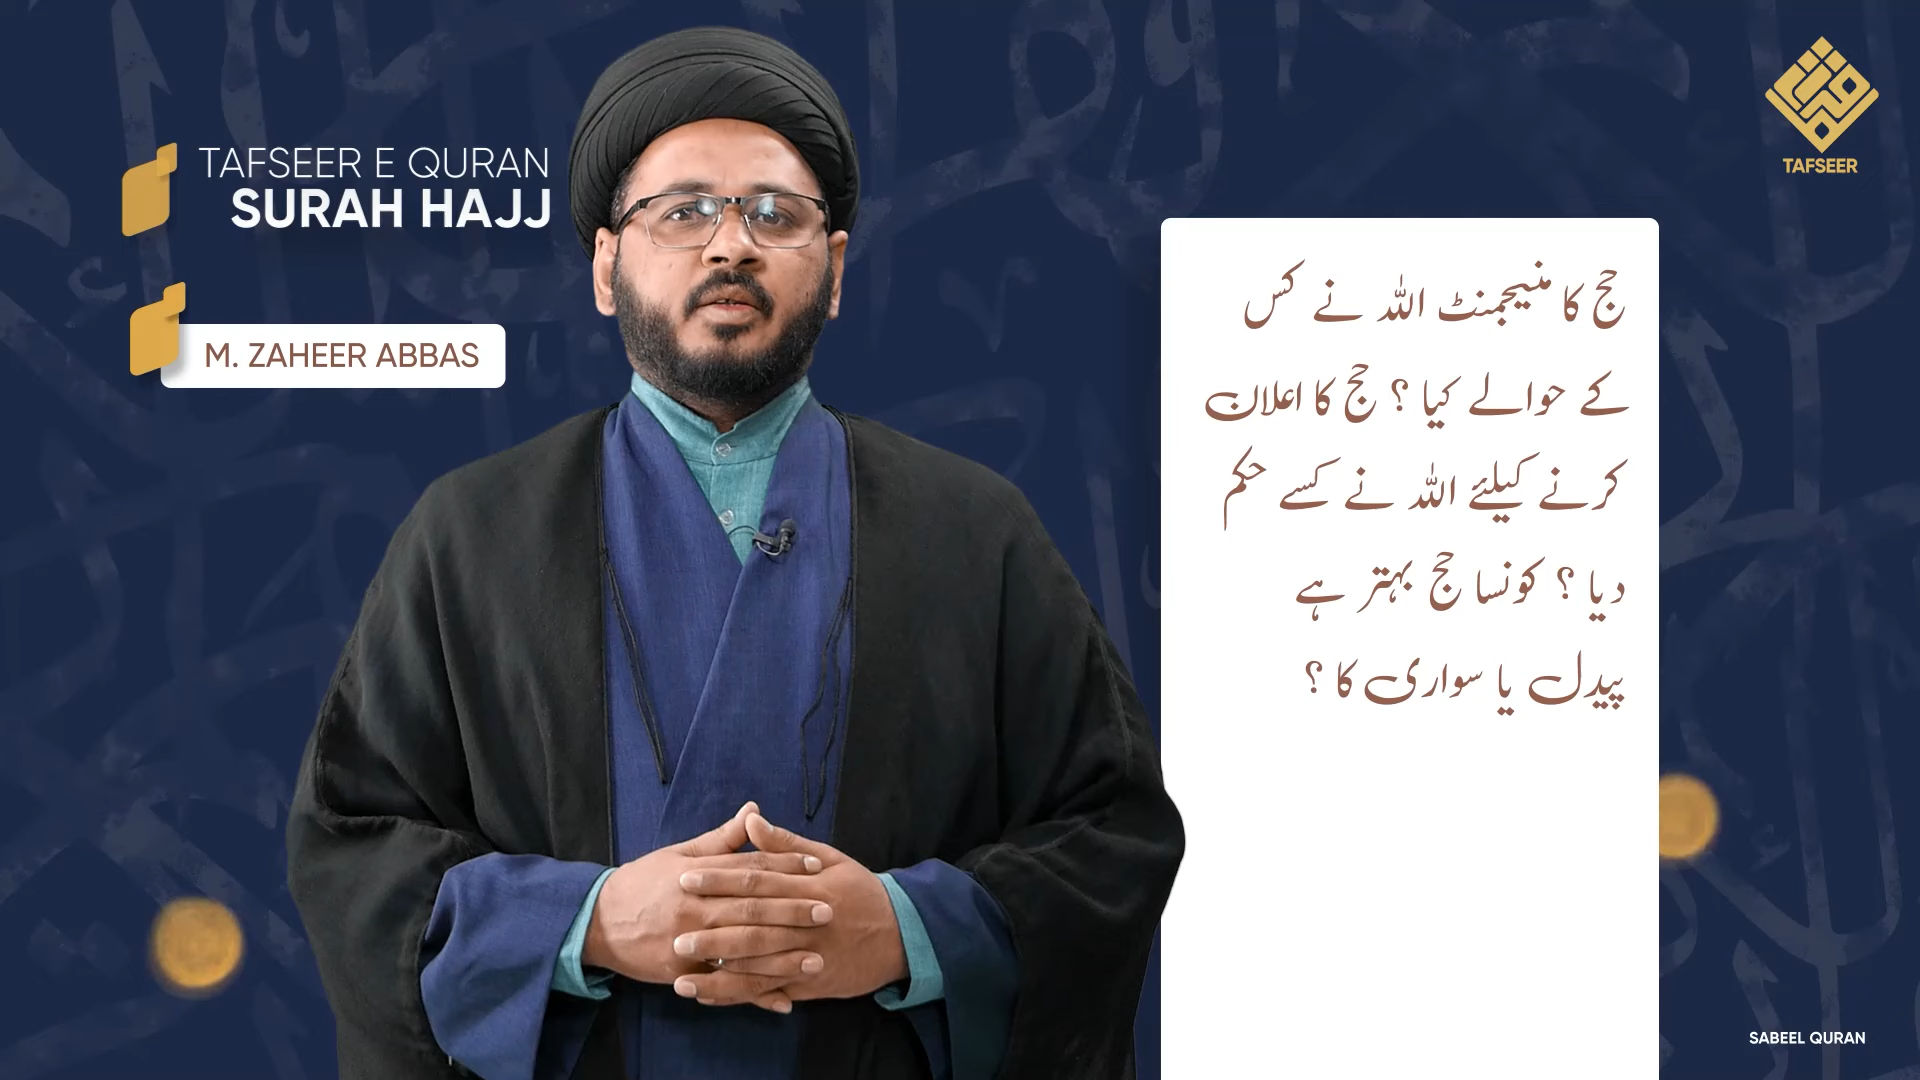 TAFSEER E QURAN
SURAH HAJJ
M. ZAHEER ABBAS
TAFSEER
حج کا منیجمنٹ اللہ نے کس
کے حوالے کیا ؟ حج کا اعلان
کرنے کیلئے اللہ نے کسے حکم
دیا ؟ کونسا حج بہتر ہے
پیدل یا سواری کا ؟
SABEEL QURAN